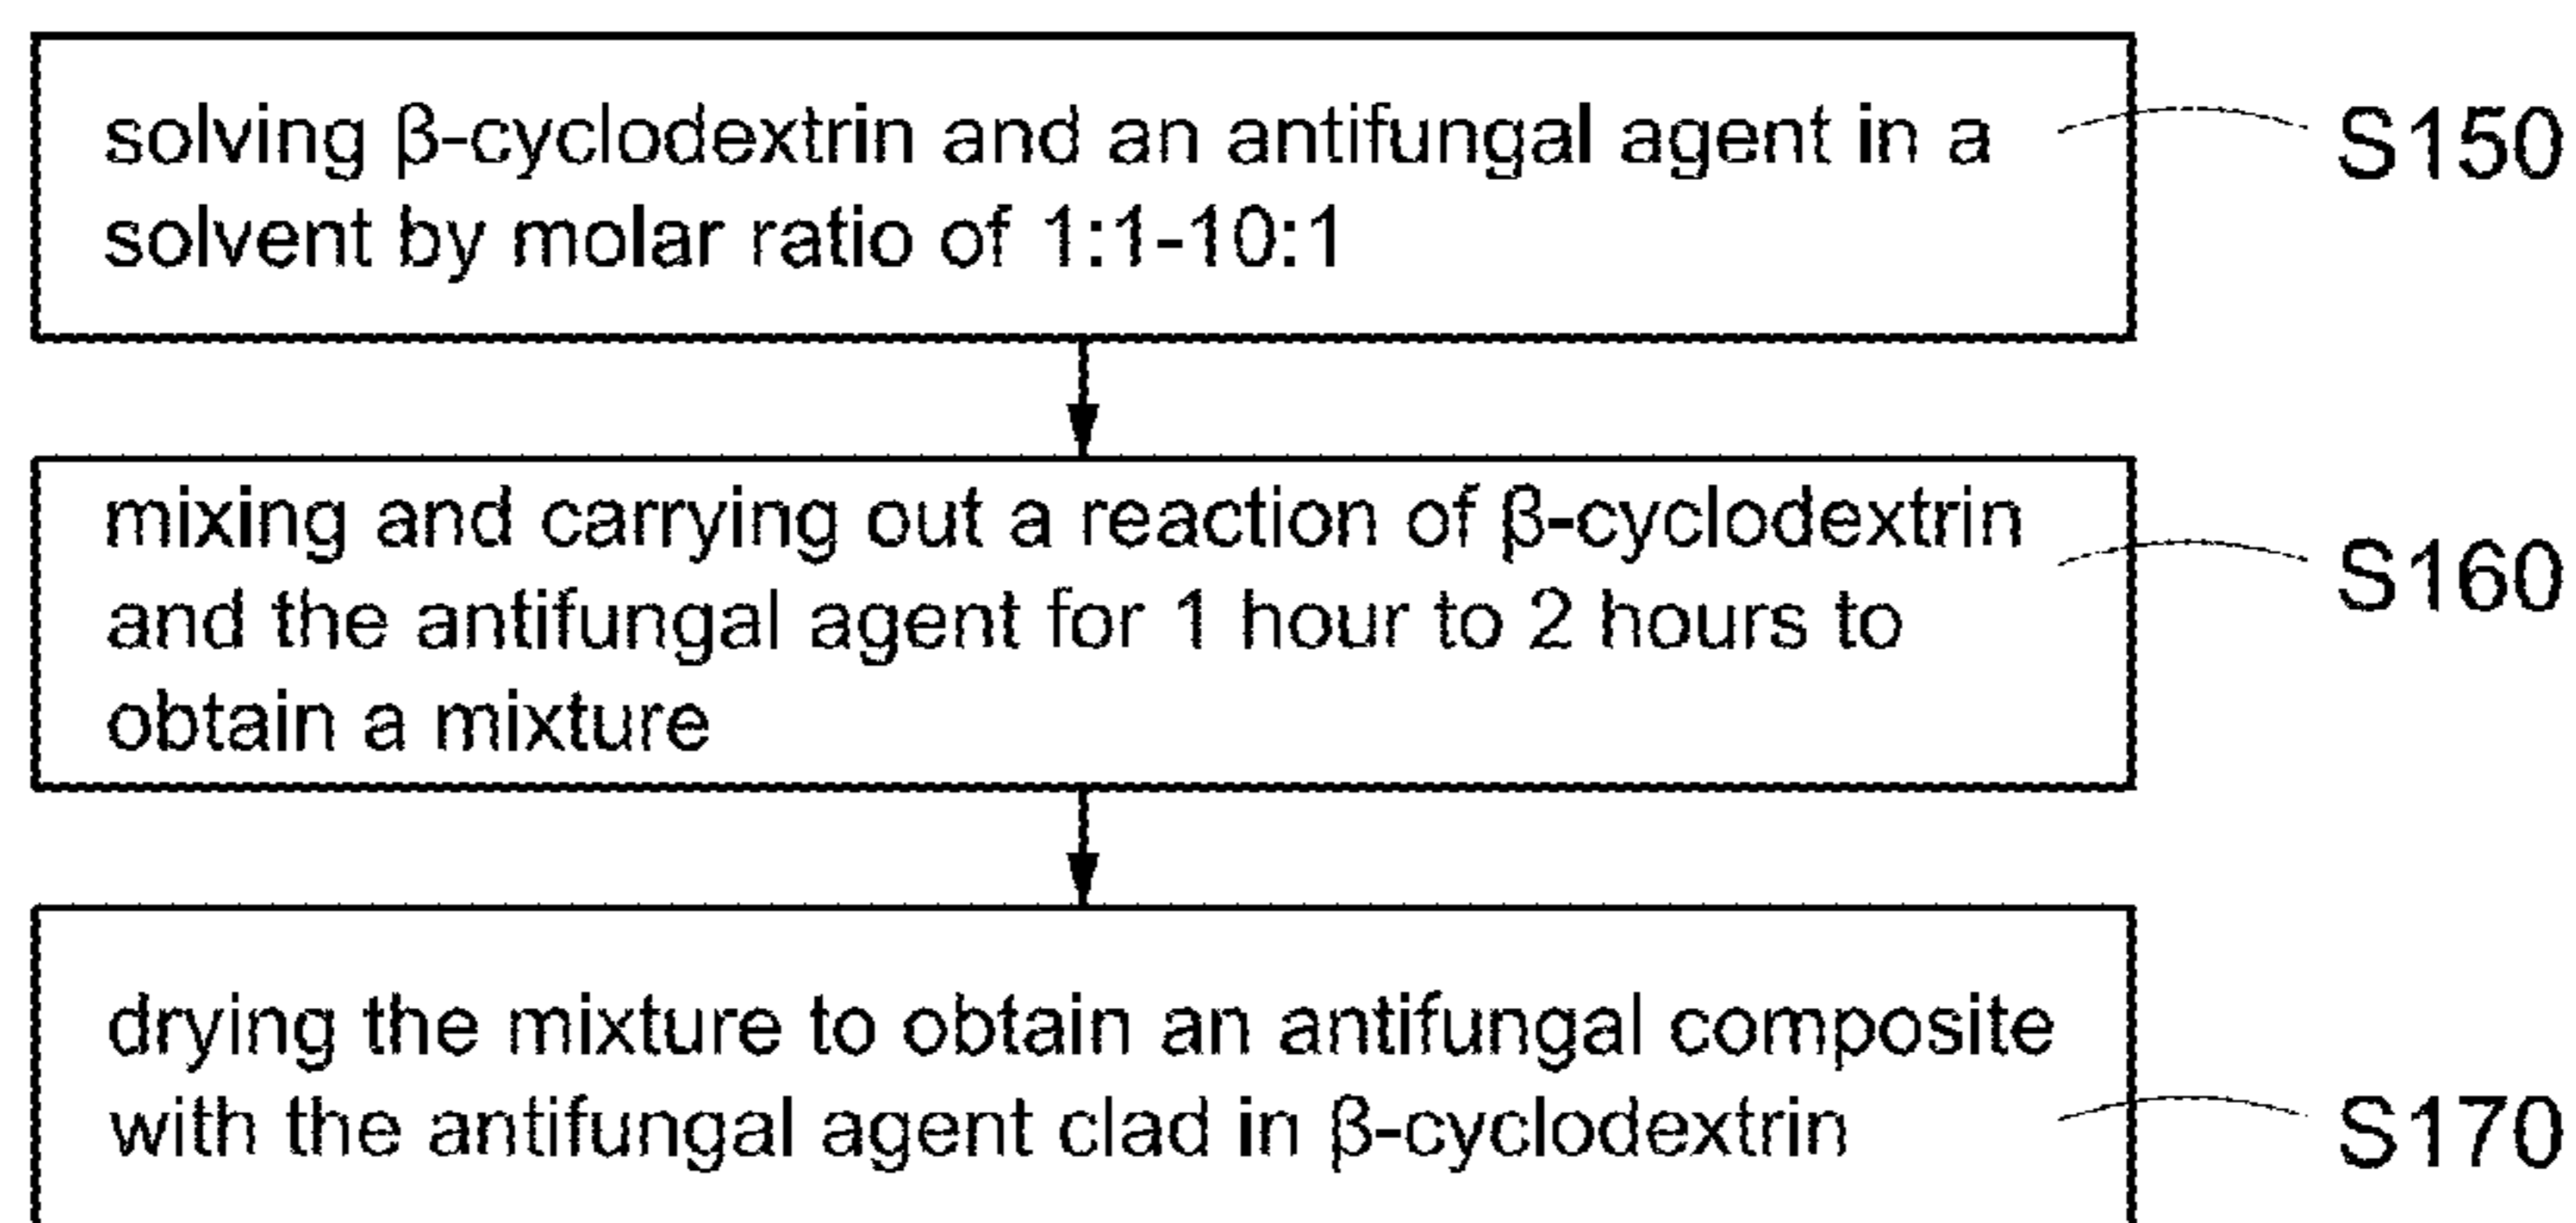 solving β-cyclodextrin and an antifungal agent in a
solvent by molar ratio of 1:1-10:1
S150
mixing and carrying out a reaction of β-cyclodextrin
and the antifungal agent for 1 hour to 2 hours to
obtain a mixture
S160
drying the mixture to obtain an antifungal composite
with the antifungal agent clad in β-cyclodextrin
S170